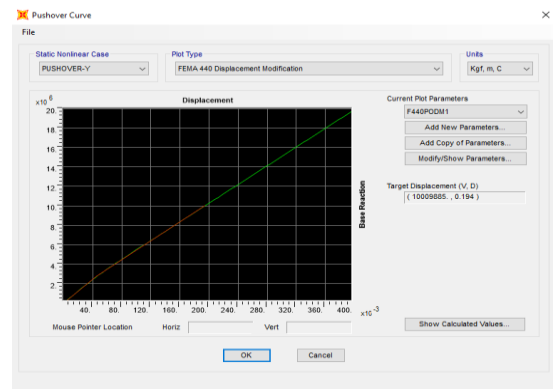 Pushover Curve
File
Static Nonlinear Case
PUSHOVER-Y
Plot Type
FEMA 440 Displacement Modification
Units
Kgf, m, C
x10 6
Displacement
20.
18.
16.
14.
12.
10.
8.
6.
4.
2.
40. 80. 120. 160. 200. 240. 280. 320. 360. 400. x10 -3
Base Reaction
Mouse Pointer Location Horiz Vert
Current Plot Parameters
F440PODM1
Add New Parameters...
Add Copy of Parameters...
Modify/Show Parameters...
Target Displacement (V, D)
( 10009885. , 0.194 )
Show Calculated Values...
OK Cancel